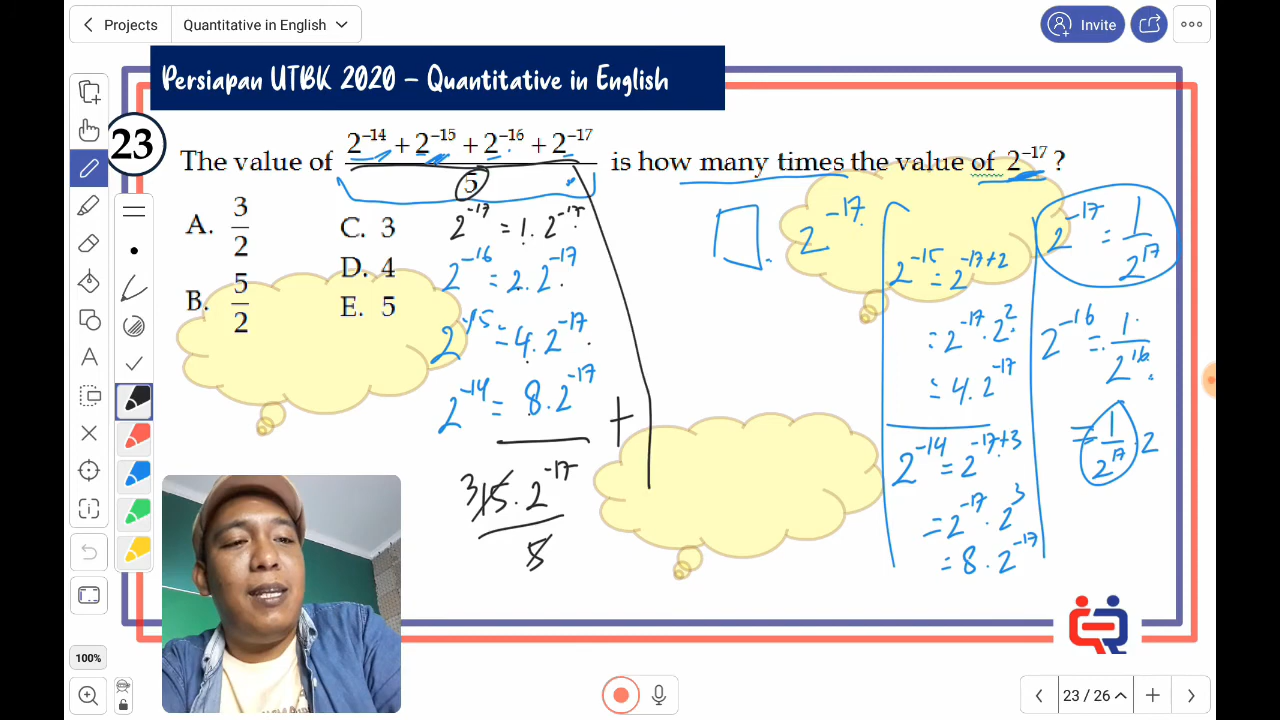 Projects
Quantitative in English
Invite
Persiapan UTBK 2020 – Quantitative in English
23
The value of (2^–14 + 2^–15 + 2^–16 + 2^–17)/5 is how many times the value of 2^–17 ?
A. 3/2
B. 5/2
C. 3
D. 4
E. 5
2^-17 = 1. 2^-17
2^-16 = 2. 2^-17
2^-15 = 4. 2^-17
2^-14 = 8. 2^-17
+
3 15. 2^-17
5
. 2^-17
2^-15 = 2^-17+2
= 2^-17 . 2^2
= 4. 2^-17
2^-14 = 2^-17+3
= 2^-17 . 2^3
= 8 . 2^-17
2^-17 = 1/2^17
2^-16 = 1/2^16
= 1/2^17 . 2
100%
23 / 26